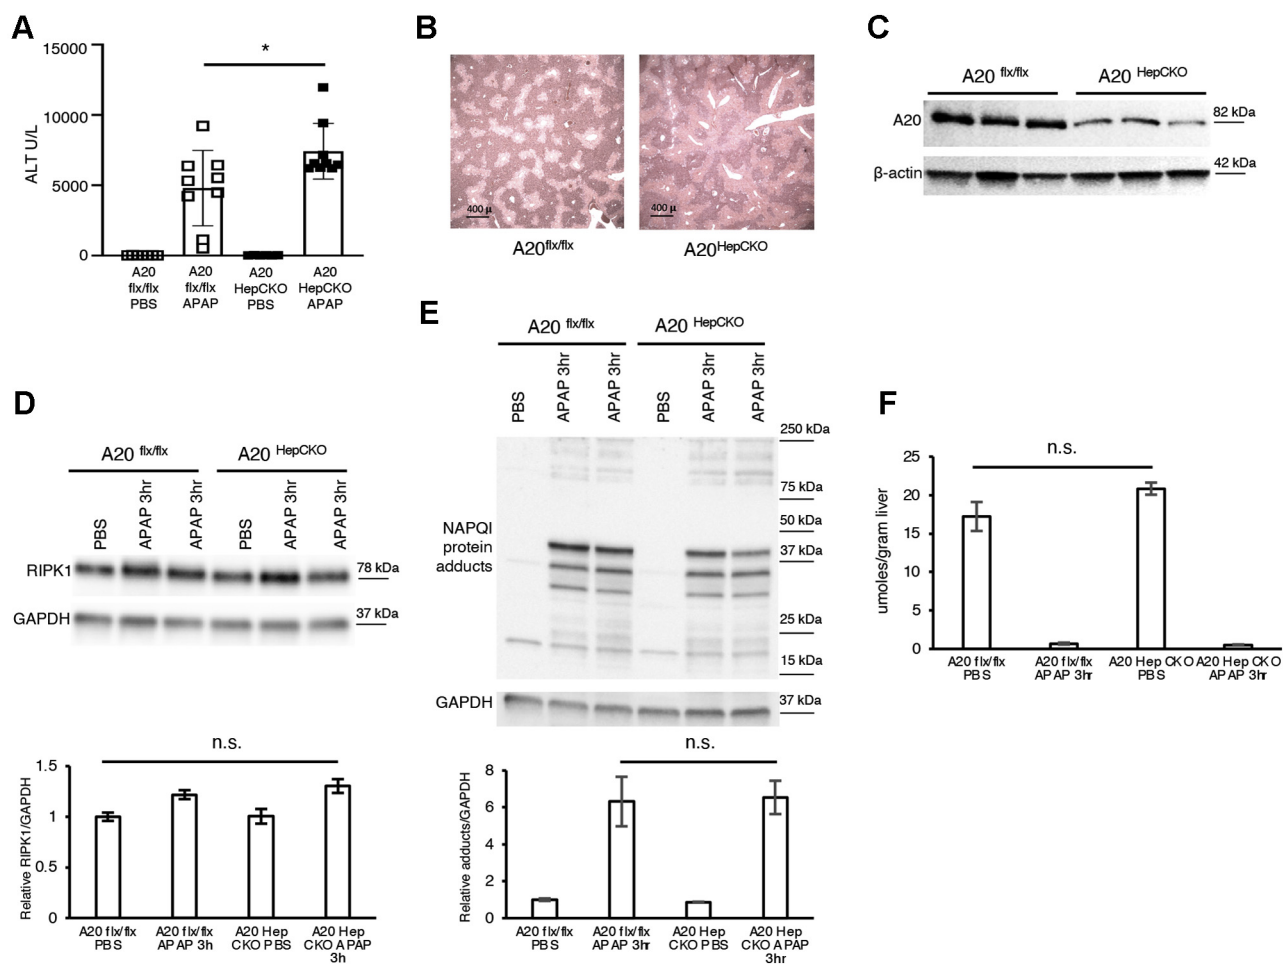 A
15000
10000
5000
0
ALT U/L
*
A20
flx/flx
PBS
A20
flx/flx
APAP
A20
HepCKO
PBS
A20
HepCKO
APAP
B
400 µ
400 µ
A20flx/flx
A20HepCKO
C
A20 flx/flx
A20 HepCKO
A20
82 kDa
β-actin
42 kDa
D
A20 flx/flx
A20 HepCKO
PBS
APAP 3hr
APAP 3hr
PBS
APAP 3hr
APAP 3hr
RIPK1
78 kDa
GAPDH
37 kDa
n.s.
1.5
1
0.5
0
Relative RIPK1/GAPDH
A20 flx/flx
PBS
A20 flx/flx
APAP 3h
A20 Hep
CKO PBS
A20 Hep
CKO APAP
3h
E
A20 flx/flx
A20 HepCKO
PBS
APAP 3hr
APAP 3hr
PBS
APAP 3hr
APAP 3hr
250 kDa
75 kDa
50 kDa
37 kDa
25 kDa
15 kDa
NAPQI
protein
adducts
GAPDH
37 kDa
n.s.
8
6
4
2
0
Relative adducts/GAPDH
A20 flx/flx
PBS
A20 flx/flx
APAP 3hr
A20 Hep
CKO PBS
A20 Hep
CKO APAP
3hr
F
n.s.
25
20
15
10
5
0
umoles/gram liver
A20 flx/flx
PBS
A20 flx/flx
APAP 3hr
A20 Hep CKO
PBS
A20 Hep CKO
APAP 3hr